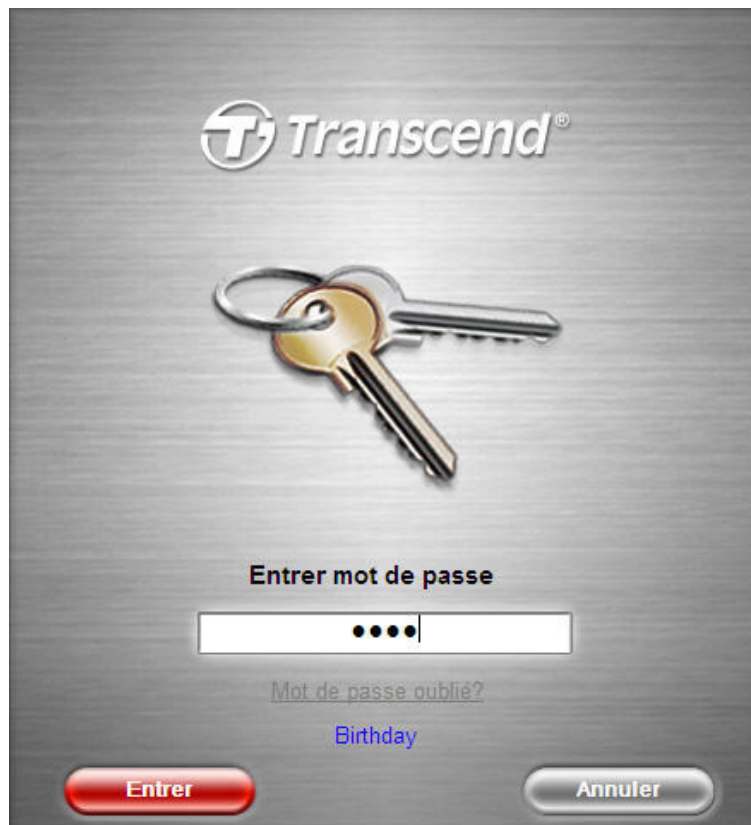 Transcend®
Entrer mot de passe
••••
Mot de passe oublié?
Birthday
Entrer
Annuler